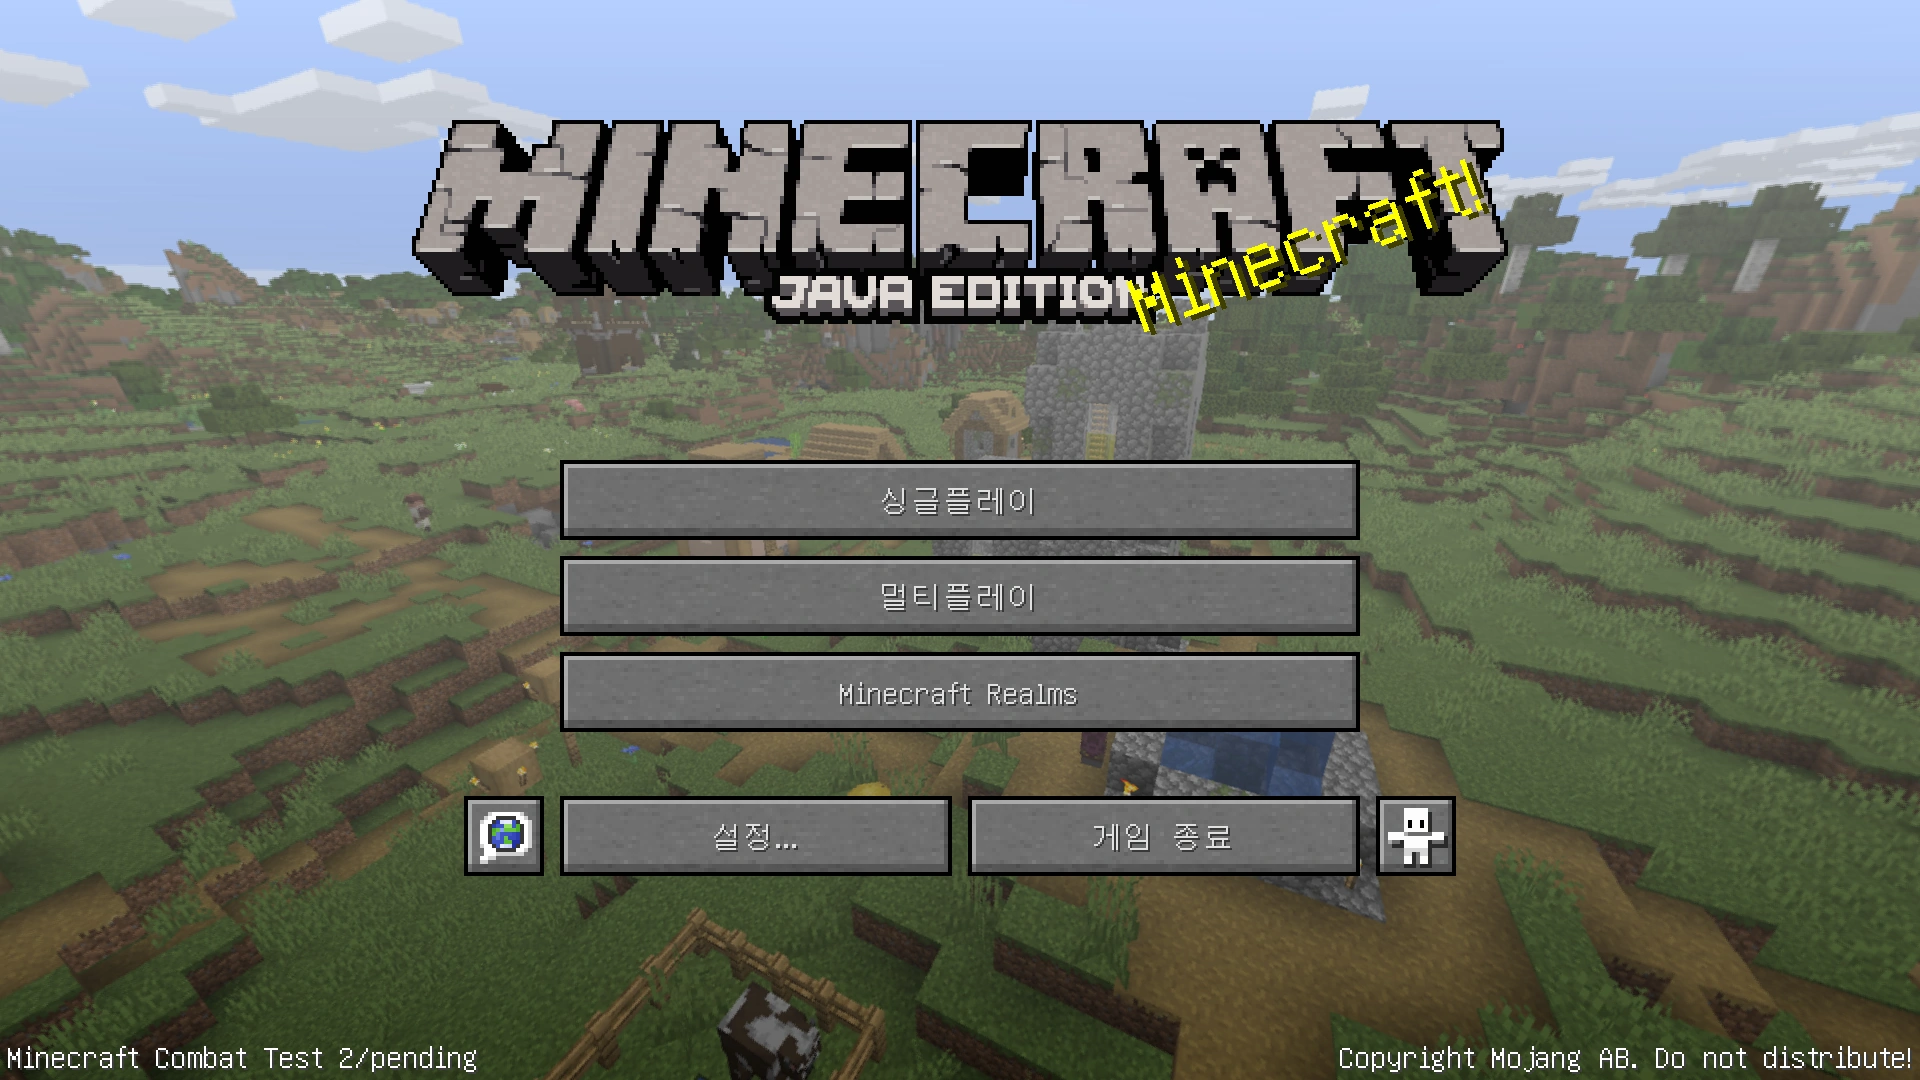 MINECRAFT
JAVA EDITION
Minecraft!
싱글플레이
멀티플레이
Minecraft Realms
설정...
게임 종료
Minecraft Combat Test 2/pending
Copyright Mojang AB. Do not distribute!